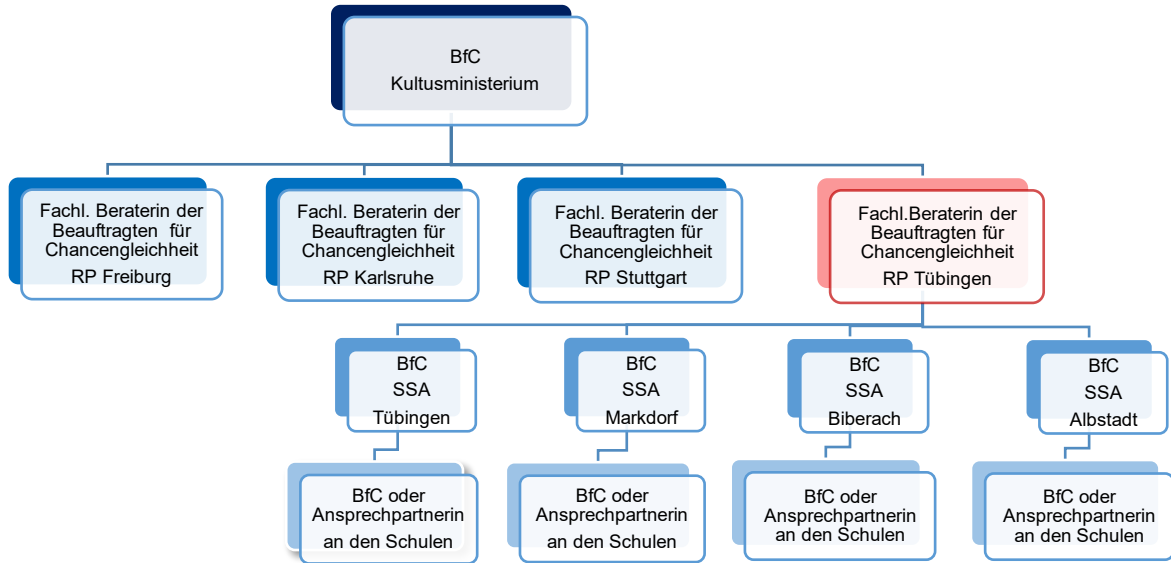 BfC
Kultusministerium
Fachl. Beraterin der
Beauftragten für
Chancengleichheit
RP Freiburg
Fachl. Beraterin der
Beauftragten für
Chancengleichheit
RP Karlsruhe
Fachl. Beraterin der
Beauftragten für
Chancengleichheit
RP Stuttgart
Fachl.Beraterin der
Beauftragten für
Chancengleichheit
RP Tübingen
BfC
SSA
Tübingen
BfC
SSA
Markdorf
BfC
SSA
Biberach
BfC
SSA
Albstadt
BfC oder
Ansprechpartnerin
an den Schulen
BfC oder
Ansprechpartnerin
an den Schulen
BfC oder
Ansprechpartnerin
an den Schulen
BfC oder
Ansprechpartnerin
an den Schulen